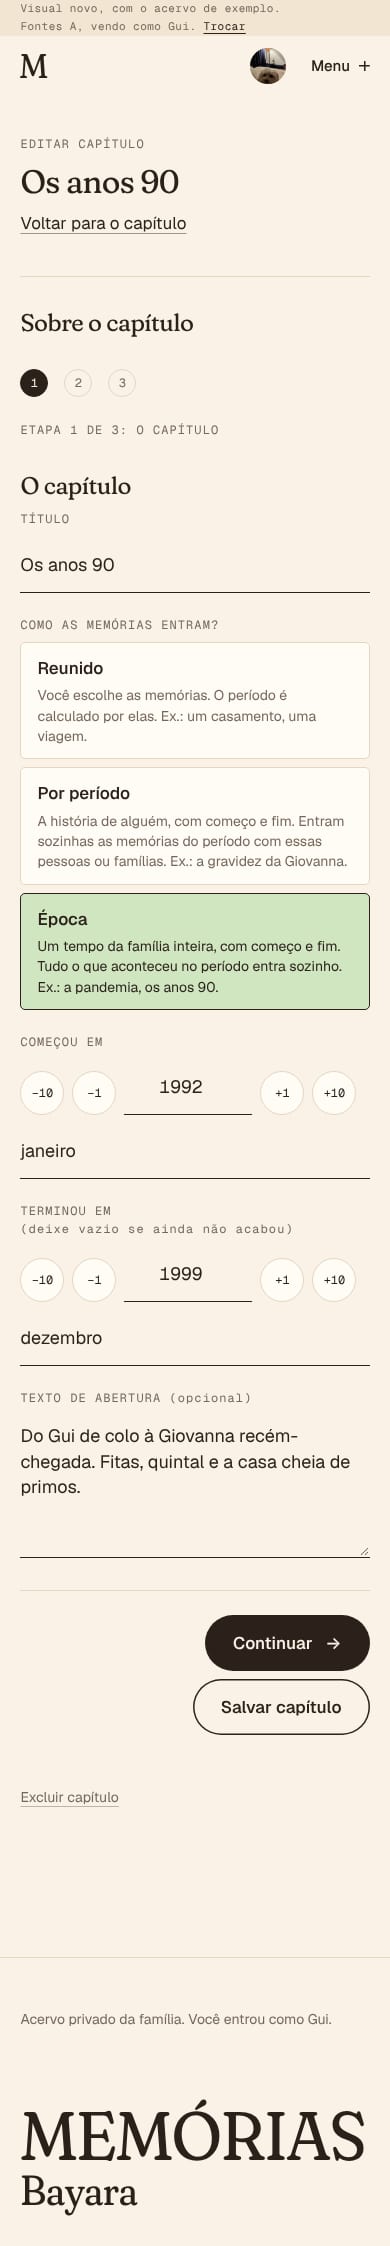 Visual novo, com o acervo de exemplo.
Fontes A, vendo como Gui. Trocar
M
Menu +
EDITAR CAPÍTULO
Os anos 90
Voltar para o capítulo
Sobre o capítulo
1 2 3
ETAPA 1 DE 3: O CAPÍTULO
O capítulo
TÍTULO
Os anos 90
COMO AS MEMÓRIAS ENTRAM?
Reunido
Você escolhe as memórias. O período é
calculado por elas. Ex.: um casamento, uma
viagem.
Por período
A história de alguém, com começo e fim. Entram
sozinhas as memórias do período com essas
pessoas ou famílias. Ex.: a gravidez da Giovanna.
Época
Um tempo da família inteira, com começo e fim.
Tudo o que aconteceu no período entra sozinho.
Ex.: a pandemia, os anos 90.
COMEÇOU EM
−10 −1 1992 +1 +10
janeiro
TERMINOU EM
(deixe vazio se ainda não acabou)
−10 −1 1999 +1 +10
dezembro
TEXTO DE ABERTURA (opcional)
Do Gui de colo à Giovanna recém-
chegada. Fitas, quintal e a casa cheia de
primos.
Continuar →
Salvar capítulo
Excluir capítulo
Acervo privado da família. Você entrou como Gui.
MEMÓRIAS
Bayara